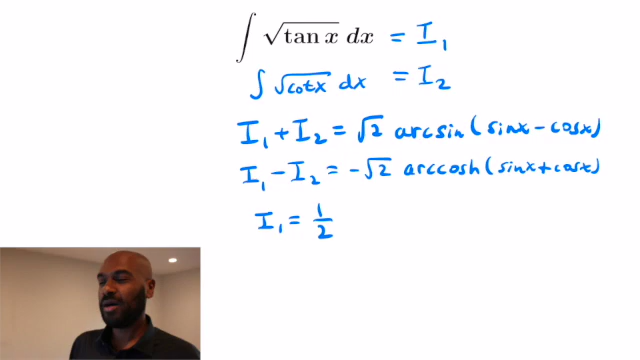 ∫ √tan x dx = I₁
∫ √cotx dx = I₂
I₁ + I₂ = √2 arcsin(sinx - cosx)
I₁ - I₂ = -√2 arccosh(sinx + cosx)
I₁ = 1/2